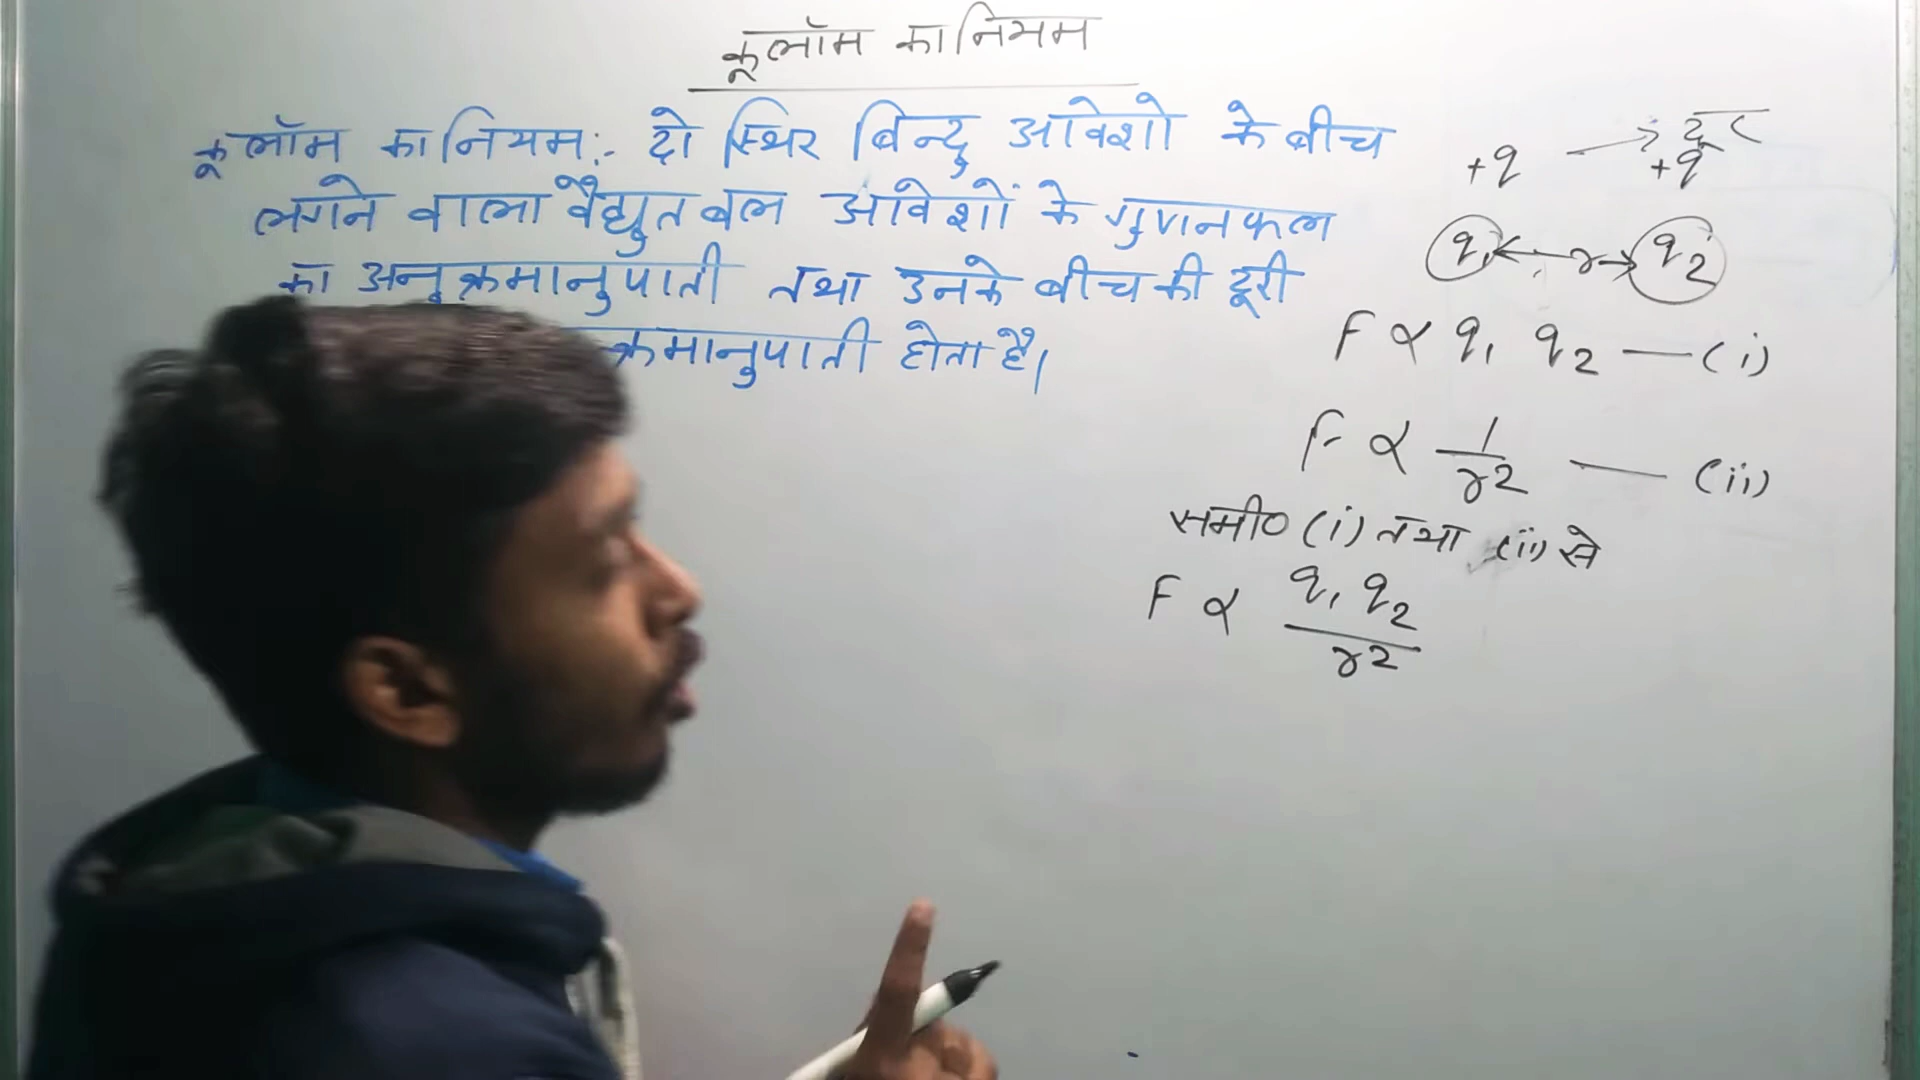 कूलॉम का नियम
कूलॉम का नियम:- दो स्थिर बिन्दु आवेशो के बीच
लगने वाला वैद्युत बल आवेशों के गुणनफल
का अनुक्रमानुपाती तथा उनके बीच की दूरी
क्रमानुपाती होता है।
→ दूर
+q +q
q₁ ← r → q₂
F ∝ q₁ q₂ — (i)
F ∝ 1/r² — (ii)
समी० (i) तथा (ii) से
F ∝ q₁ q₂ / r²